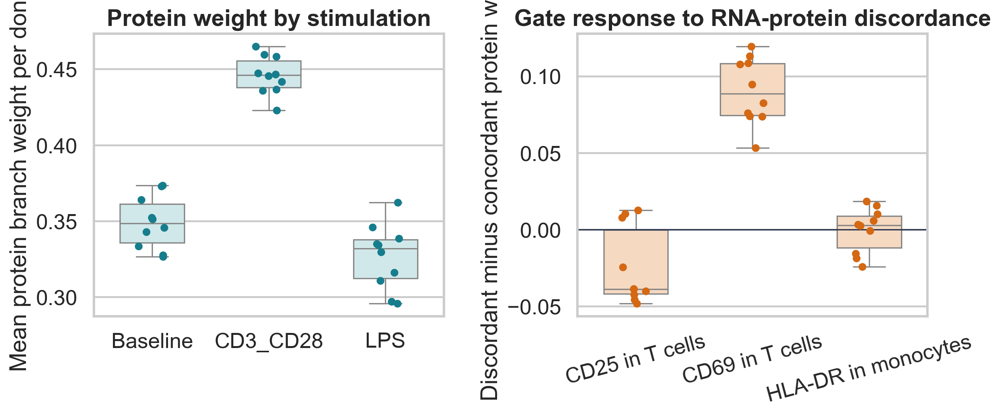 Protein weight by stimulation
Mean protein branch weight per don
0.45
0.40
0.35
0.30
Baseline
CD3_CD28
LPS
Gate response to RNA-protein discordance
Discordant minus concordant protein w
0.10
0.05
0.00
−0.05
CD25 in T cells
CD69 in T cells
HLA-DR in monocytes